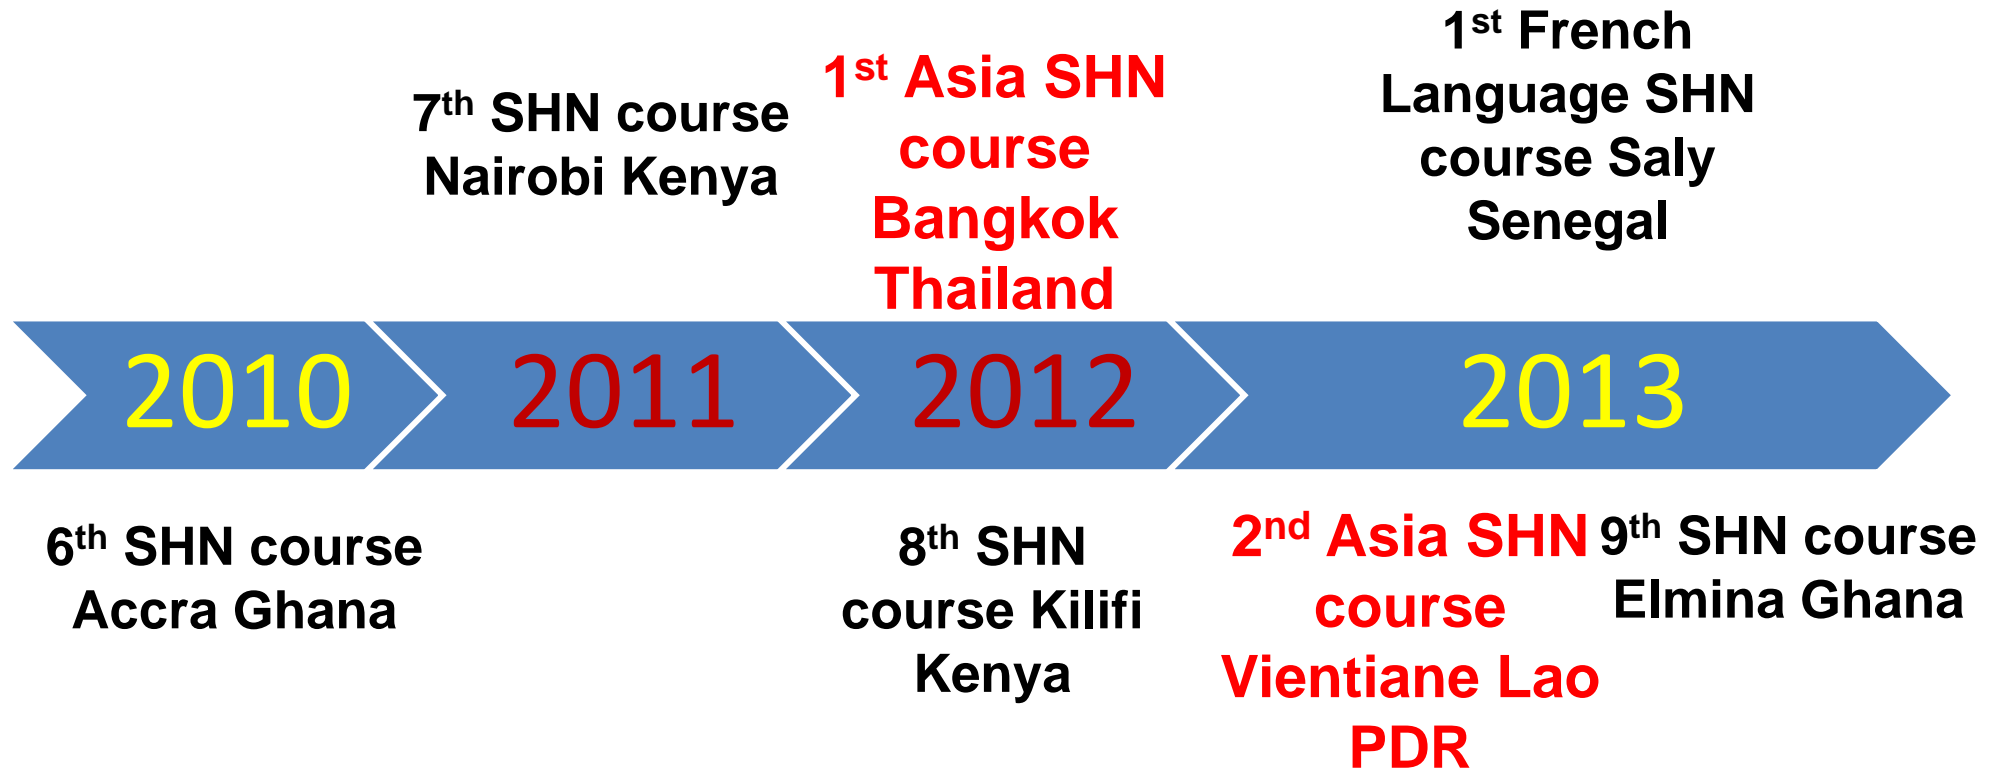 7th SHN course
Nairobi Kenya
1st Asia SHN
course
Bangkok
Thailand
1st French
Language SHN
course Saly
Senegal
2010
2011
2012
2013
6th SHN course
Accra Ghana
8th SHN
course Kilifi
Kenya
2nd Asia SHN
course
Vientiane Lao
PDR
9th SHN course
Elmina Ghana